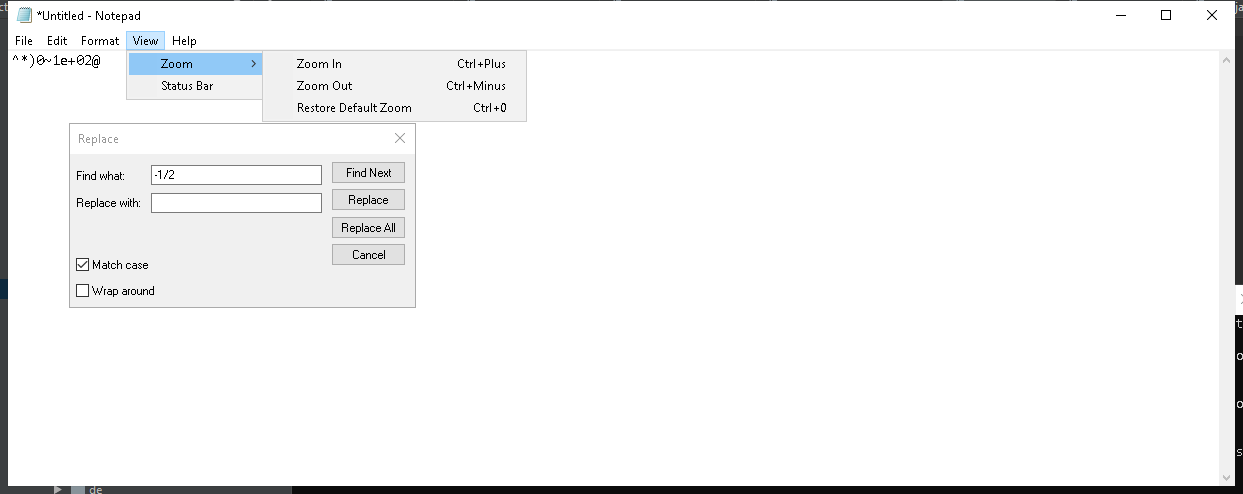 *Untitled - Notepad
File Edit Format View Help
^*)0~1e+02@
Zoom
Status Bar
Zoom In Ctrl+Plus
Zoom Out Ctrl+Minus
Restore Default Zoom Ctrl+0
Replace
Find what: -1/2 Find Next
Replace with: Replace
Replace All
Cancel
Match case
Wrap around
de